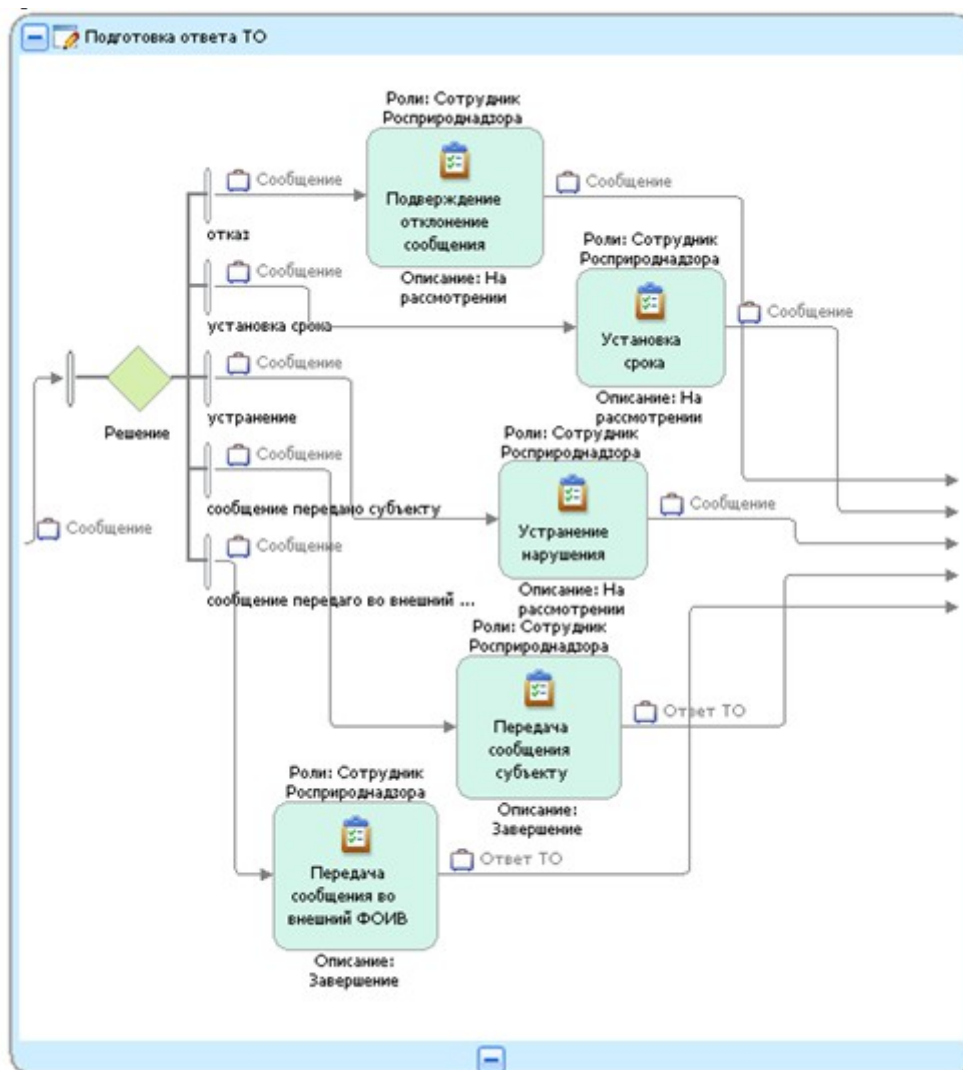 Подготовка ответа ТО
Роли: Сотрудник
Росприроднадзора
Сообщение
Подверждение
отклонение
сообщения
Сообщение
отказ
Описание: На
рассмотрении
Роли: Сотрудник
Росприроднадзора
Сообщение
установка срока
Установка
срока
Сообщение
Описание: На
рассмотрении
Сообщение
устранение
Решение
Роли: Сотрудник
Росприроднадзора
Сообщение
сообщение передано субъекту
Устранение
нарушения
Сообщение
Описание: На
рассмотрении
Сообщение
Сообщение
сообщение передаго во внешний ...
Роли: Сотрудник
Росприроднадзора
Передача
сообщения
субъекту
Ответ ТО
Описание:
Завершение
Роли: Сотрудник
Росприроднадзора
Передача
сообщения во
внешний ФОИВ
Ответ ТО
Описание:
Завершение